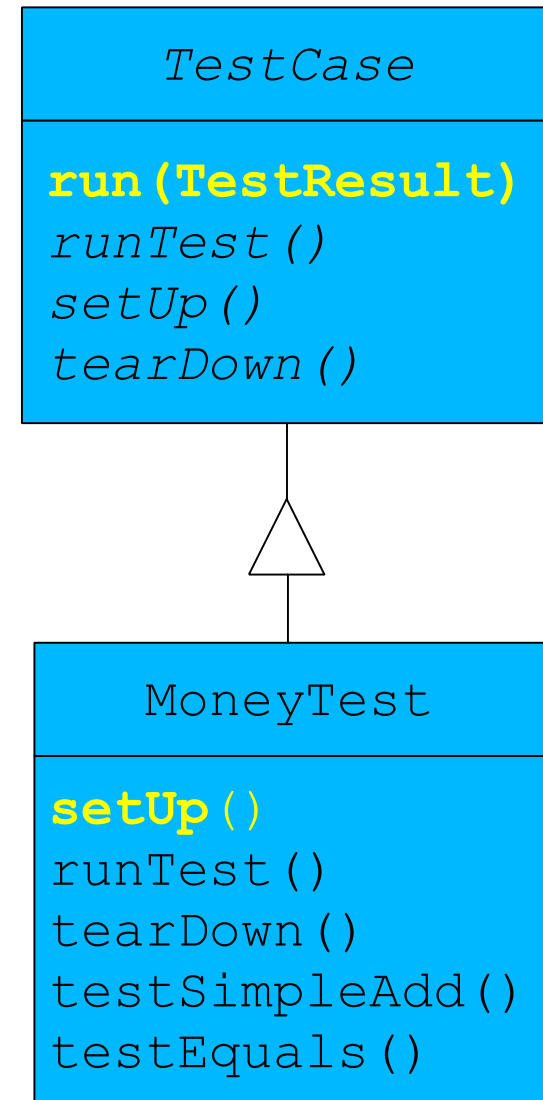 TestCase
run(TestResult)
runTest()
setUp()
tearDown()
MoneyTest
setUp()
runTest()
tearDown()
testSimpleAdd()
testEquals()